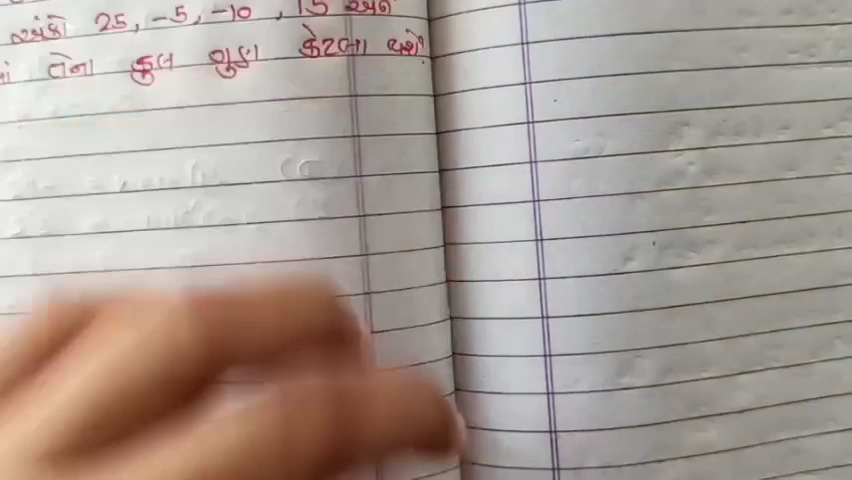 અંકો 25, -5, -10, 15 અને
તેના કુલ ગુણ કેટલા થશે?